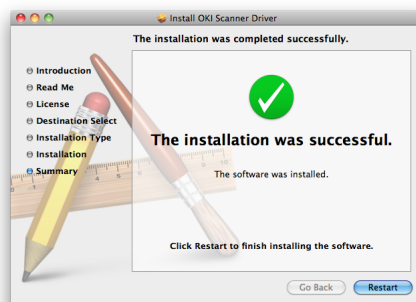 Install OKI Scanner Driver
The installation was completed successfully.
Introduction
Read Me
License
Destination Select
Installation Type
Installation
Summary
The installation was successful.
The software was installed.
Click Restart to finish installing the software.
Go Back
Restart